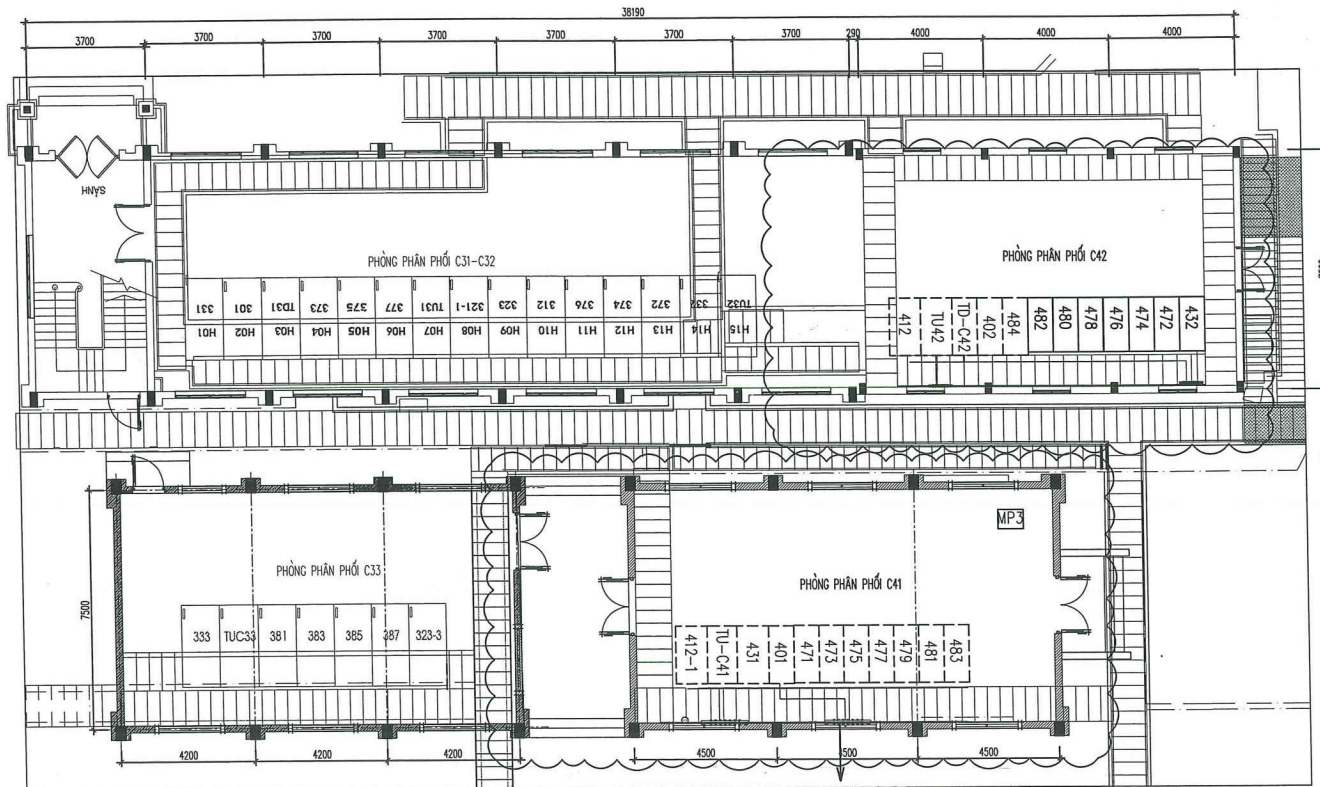 38190
3700 3700 3700 3700 3700 3700 3700 290 4000 4000 4000
SẢNH
PHÒNG PHÂN PHỐI C31-C32
PHÒNG PHÂN PHỐI C42
331 301 TD31 373 375 377 TU31 321-1 323 312 376 374 372 332 TU32
H01 H02 H03 H04 H05 H06 H07 H08 H09 H10 H11 H12 H13 H14 H15
412 TU42 TD-C42 402 484 482 480 478 476 474 472 432
MP3
PHÒNG PHÂN PHỐI C33
PHÒNG PHÂN PHỐI C41
7500
333 TUC33 381 383 385 387 323-3
412-1 TU-C41 431 401 471 473 475 477 479 481 483
4200 4200 4200 4500 4500